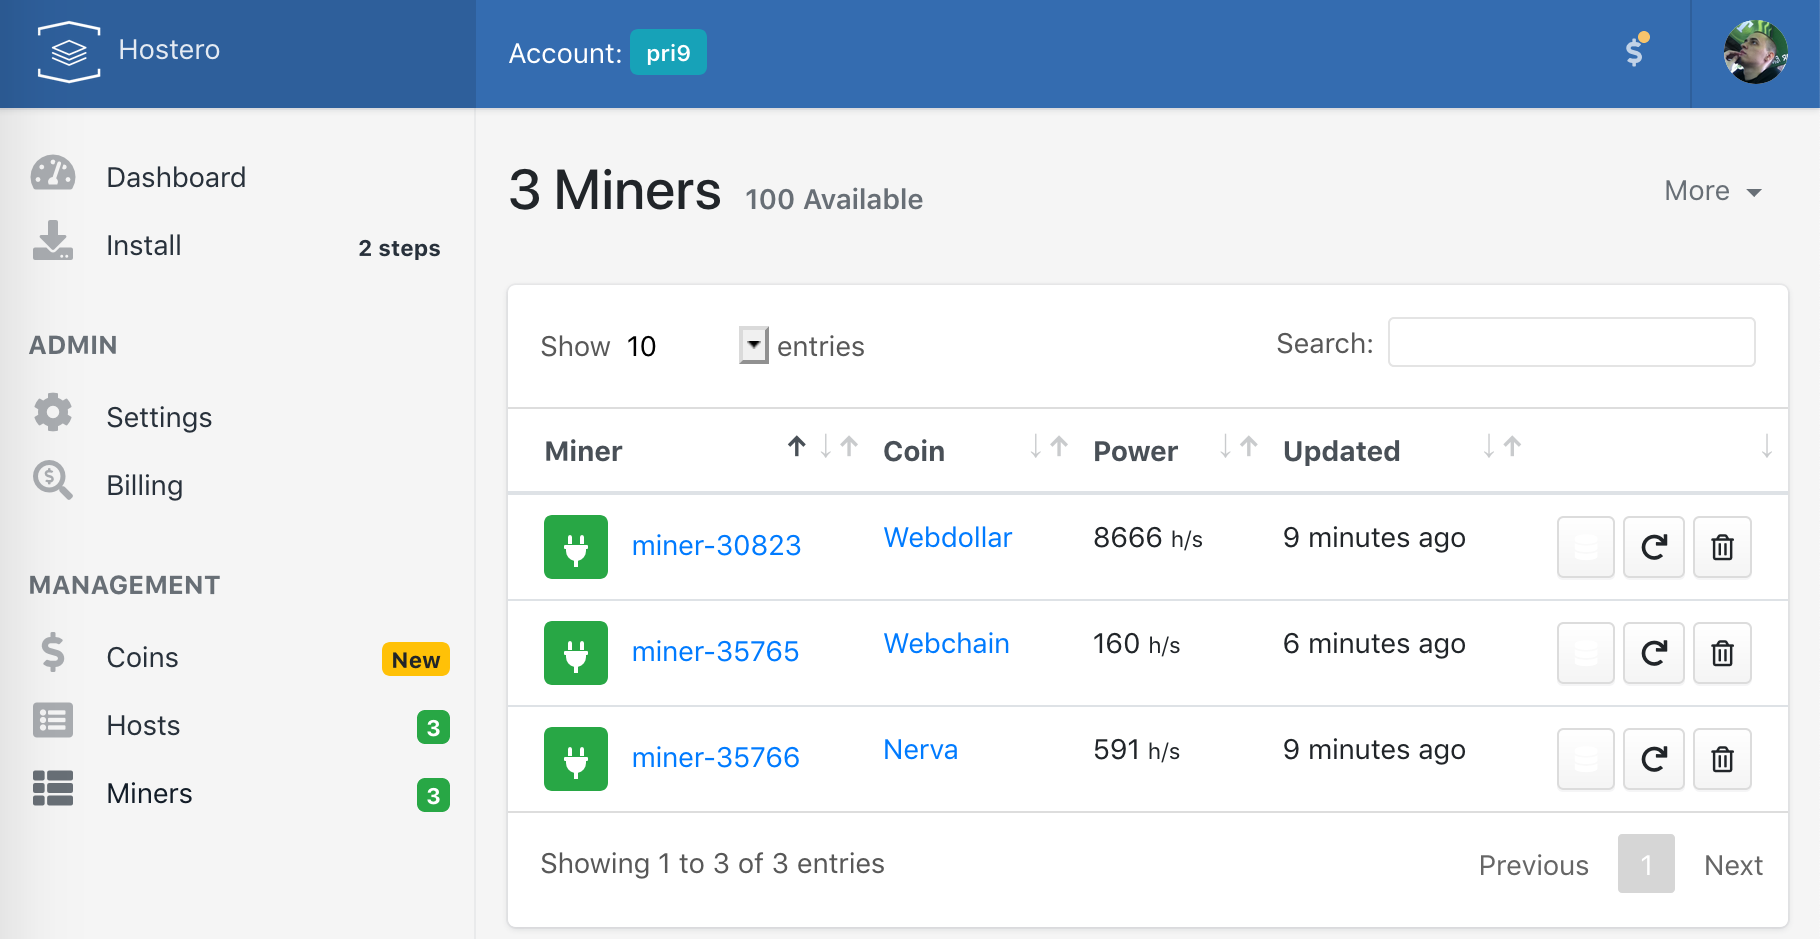 Hostero
Account: pri9
Dashboard
Install 2 steps
ADMIN
Settings
Billing
MANAGEMENT
Coins New
Hosts 3
Miners 3
3 Miners 100 Available
More
Show 10 entries
Search:
Miner Coin Power Updated
miner-30823 Webdollar 8666 h/s 9 minutes ago
miner-35765 Webchain 160 h/s 6 minutes ago
miner-35766 Nerva 591 h/s 9 minutes ago
Showing 1 to 3 of 3 entries
Previous 1 Next